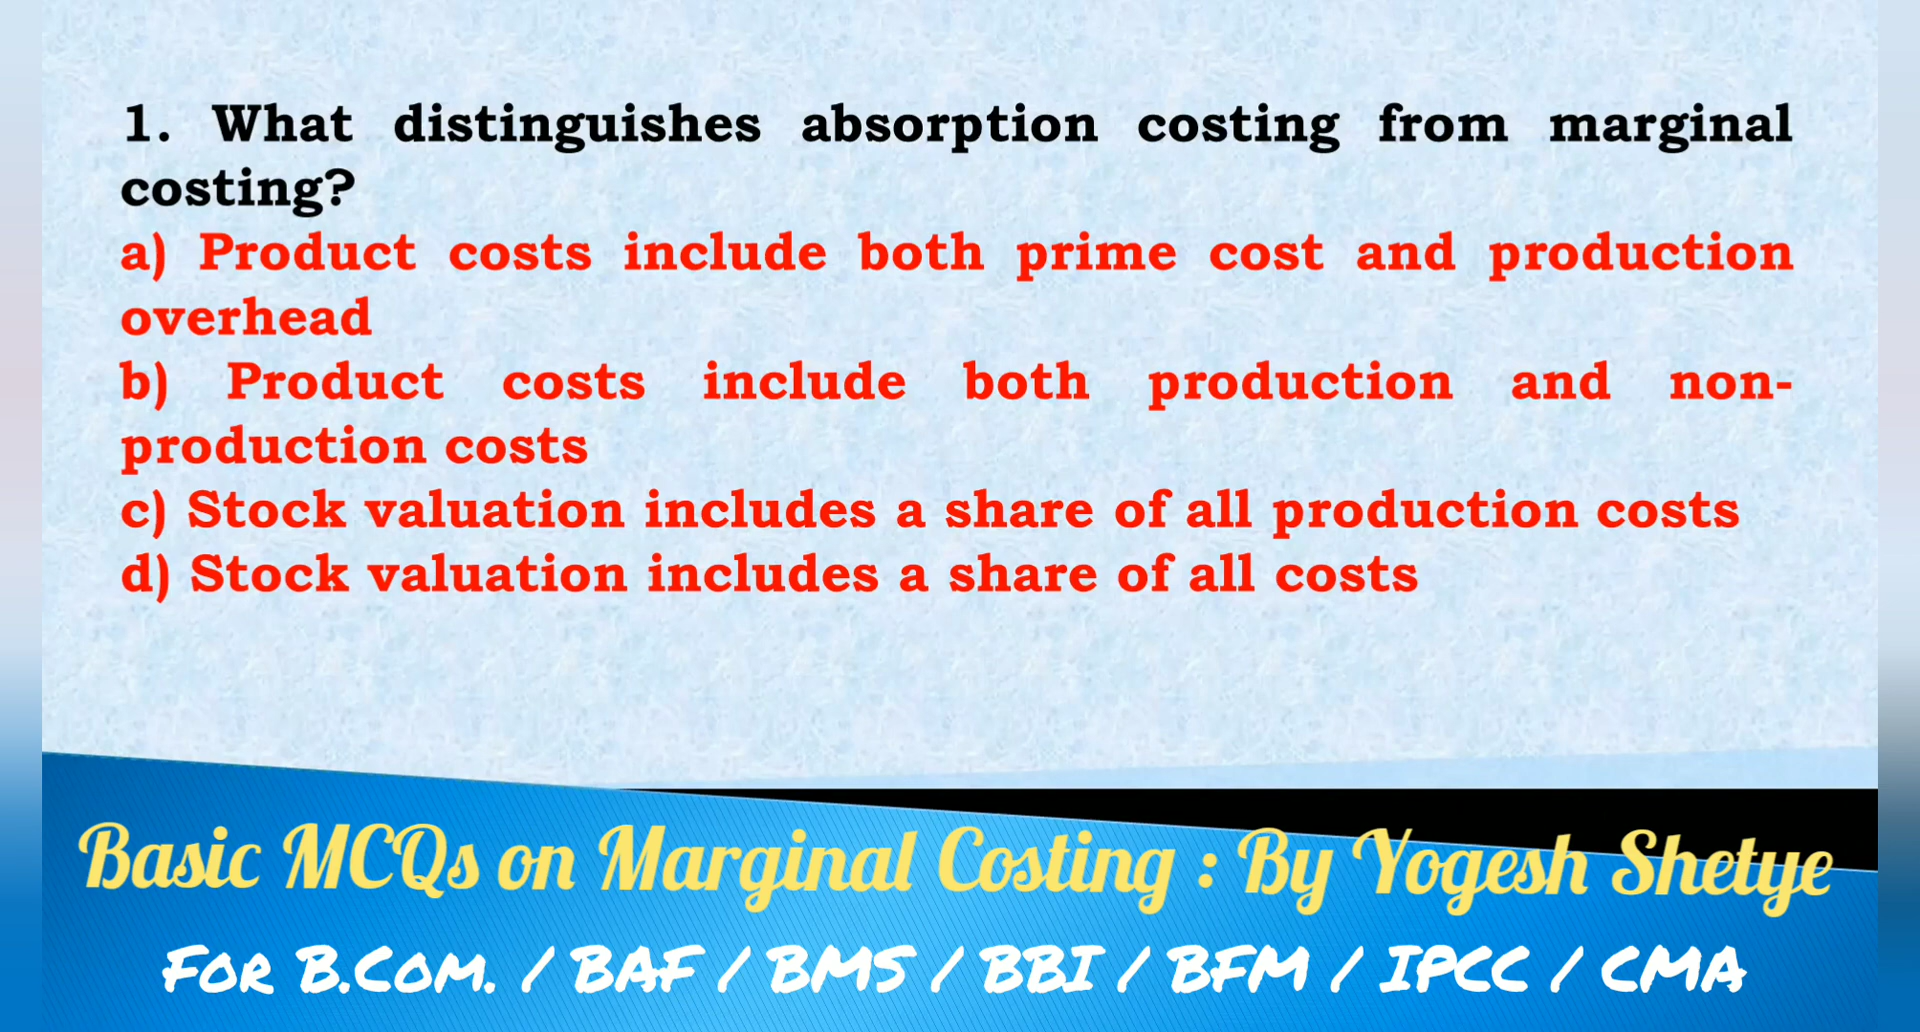 1. What distinguishes absorption costing from marginal
costing?
a) Product costs include both prime cost and production
overhead
b) Product costs include both production and non-
production costs
c) Stock valuation includes a share of all production costs
d) Stock valuation includes a share of all costs
Basic MCQs on Marginal Costing : By Yogesh Shetye
For B.Com. / BAF / BMS / BBI / BFM / IPCC / CMA